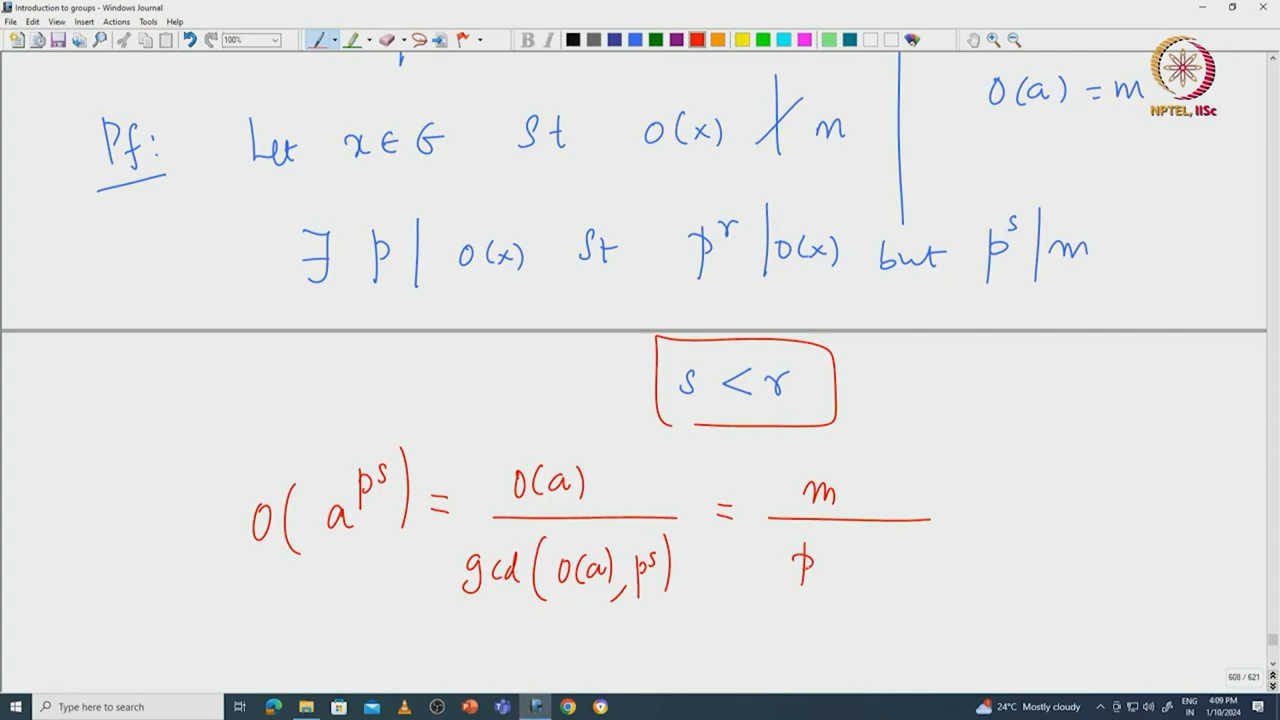 Introduction to groups - Windows Journal
File Edit View Insert Actions Tools Help
100%
B I
NPTEL, IISc
O(a) = m
Pf: Let x ∈ G St O(x) ∤ m
∃ p | O(x) St p^r | O(x) but p^s | m
s < r
O(a^{p^s}) = O(a) / gcd(O(a), p^s) = m / p
608 / 621
Type here to search
24°C Mostly cloudy
ENG
IN
4:09 PM
1/10/2024